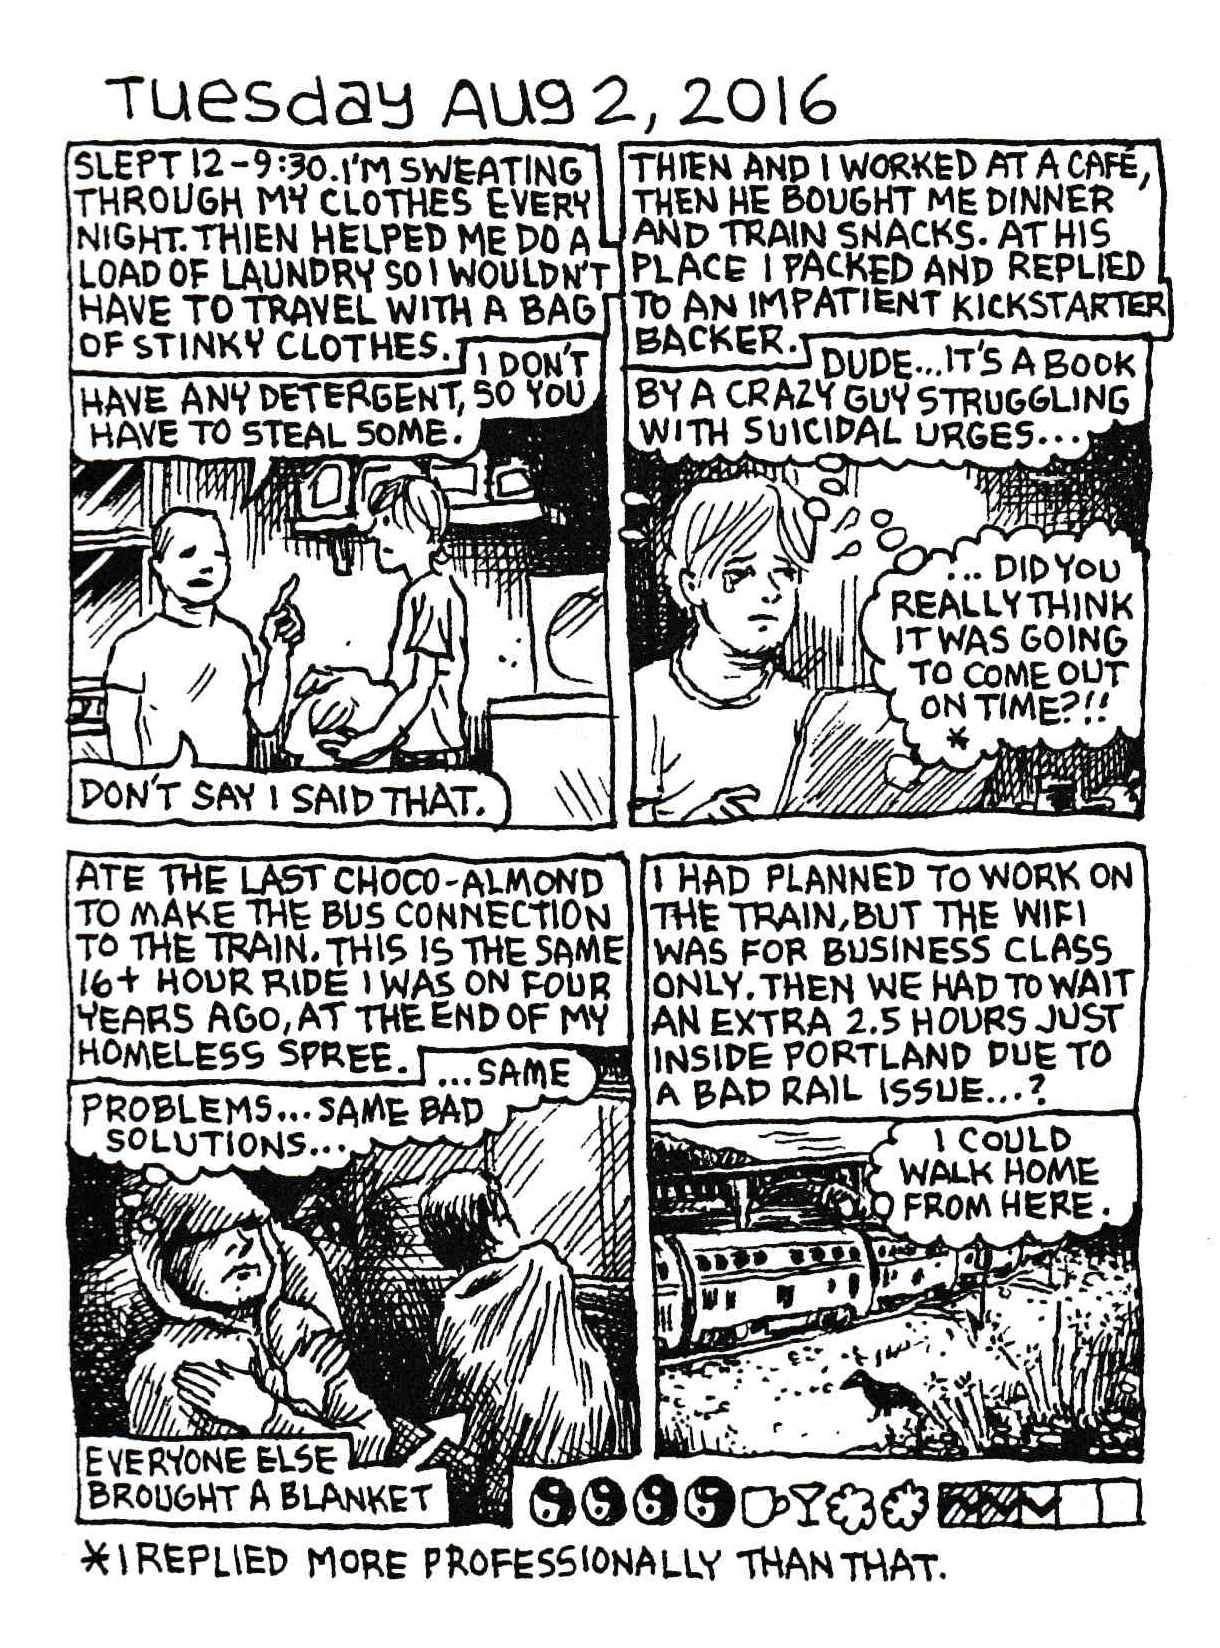 Tuesday Aug 2, 2016
SLEPT 12-9:30. I'M SWEATING
THROUGH MY CLOTHES EVERY
NIGHT. THIEN HELPED ME DO A
LOAD OF LAUNDRY SO I WOULDN'T
HAVE TO TRAVEL WITH A BAG
OF STINKY CLOTHES.
I DON'T
HAVE ANY DETERGENT, SO YOU
HAVE TO STEAL SOME.
DON'T SAY I SAID THAT.
THIEN AND I WORKED AT A CAFÉ,
THEN HE BOUGHT ME DINNER
AND TRAIN SNACKS. AT HIS
PLACE I PACKED AND REPLIED
TO AN IMPATIENT KICKSTARTER
BACKER.
DUDE...IT'S A BOOK
BY A CRAZY GUY STRUGGLING
WITH SUICIDAL URGES...
... DID YOU
REALLY THINK
IT WAS GOING
TO COME OUT
ON TIME?!!
*
ATE THE LAST CHOCO-ALMOND
TO MAKE THE BUS CONNECTION
TO THE TRAIN. THIS IS THE SAME
16+ HOUR RIDE I WAS ON FOUR
YEARS AGO, AT THE END OF MY
HOMELESS SPREE.
...SAME
PROBLEMS... SAME BAD
SOLUTIONS...
EVERYONE ELSE
BROUGHT A BLANKET
I HAD PLANNED TO WORK ON
THE TRAIN, BUT THE WIFI
WAS FOR BUSINESS CLASS
ONLY. THEN WE HAD TO WAIT
AN EXTRA 2.5 HOURS JUST
INSIDE PORTLAND DUE TO
A BAD RAIL ISSUE...?
I COULD
WALK HOME
FROM HERE.
*I REPLIED MORE PROFESSIONALLY THAN THAT.